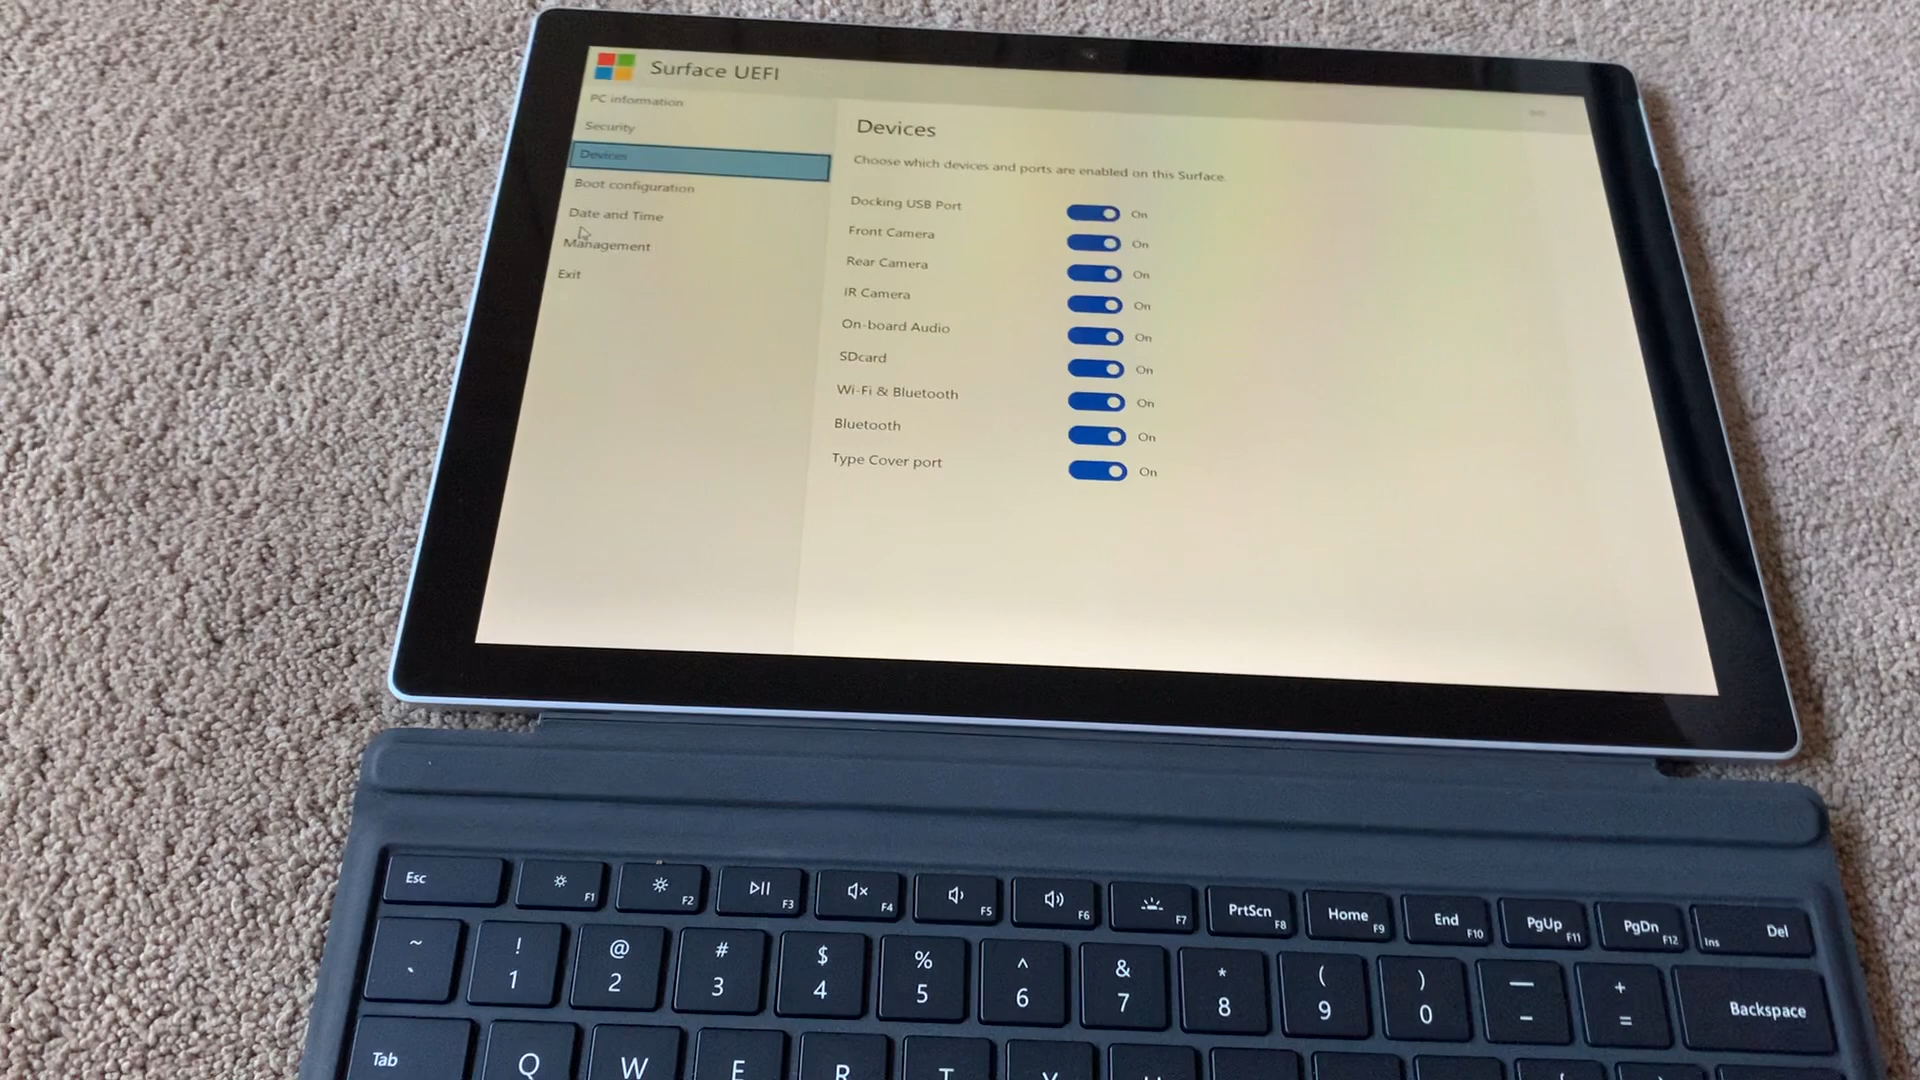 Surface UEFI
PC information
Security
Devices
Boot configuration
Date and Time
Management
Exit
Devices
Choose which devices and ports are enabled on this Surface.
Docking USB Port On
Front Camera On
Rear Camera On
IR Camera On
On-board Audio On
SDcard On
Wi-Fi & Bluetooth On
Bluetooth On
Type Cover port On
Esc F1 F2 F3 F4 F5 F6 F7 PrtScn F8 Home F9 End F10 PgUp F11 PgDn F12 Ins Del
~ ! @ # $ % ^ & * ( ) — +
` 1 2 3 4 5 6 7 8 9 0 - = Backspace
Tab Q W E R T